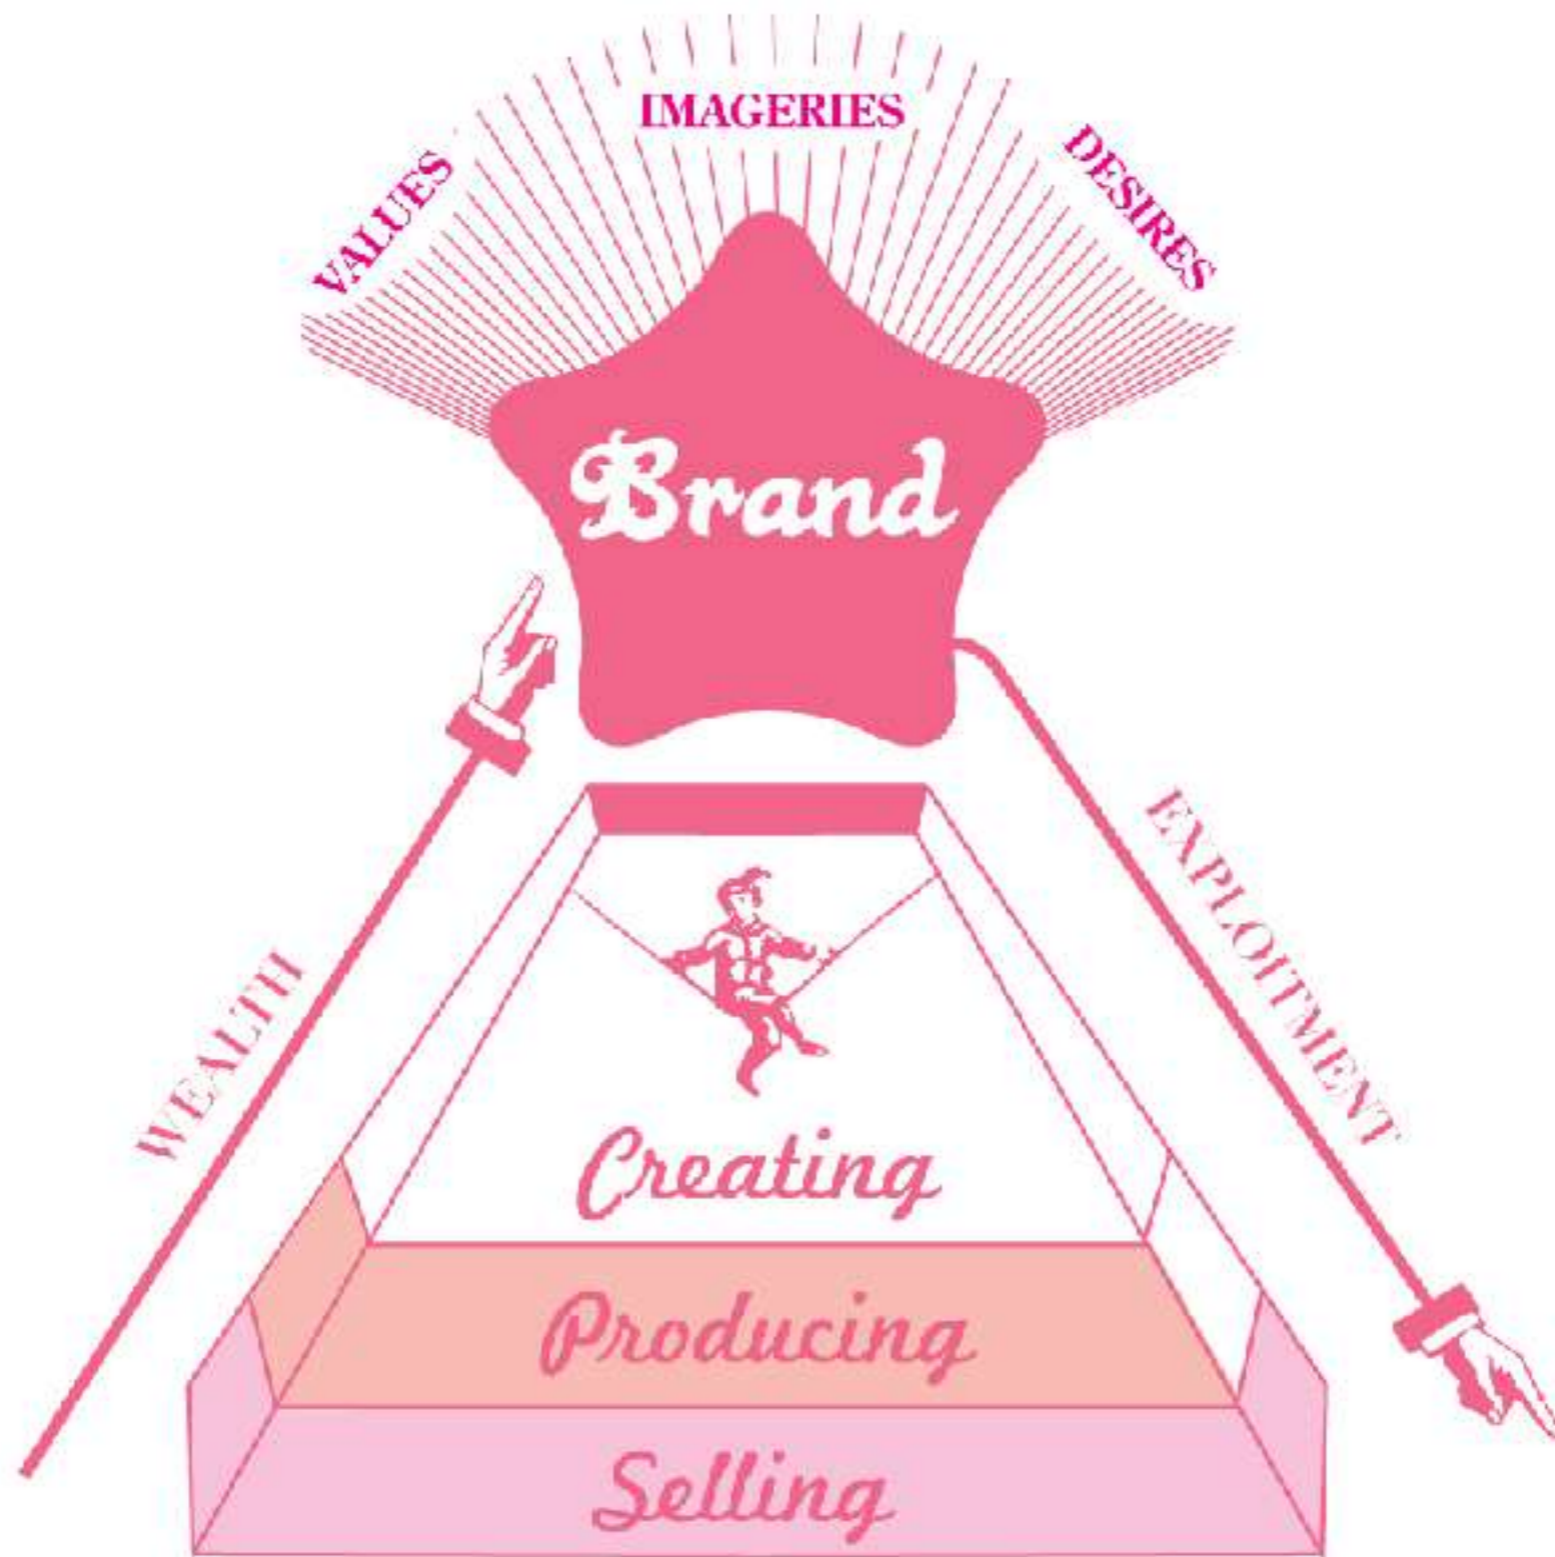 IMAGERIES
VALUES
DESIRES
Brand
WEALTH
EXPLOITMENT
Creating
Producing
Selling